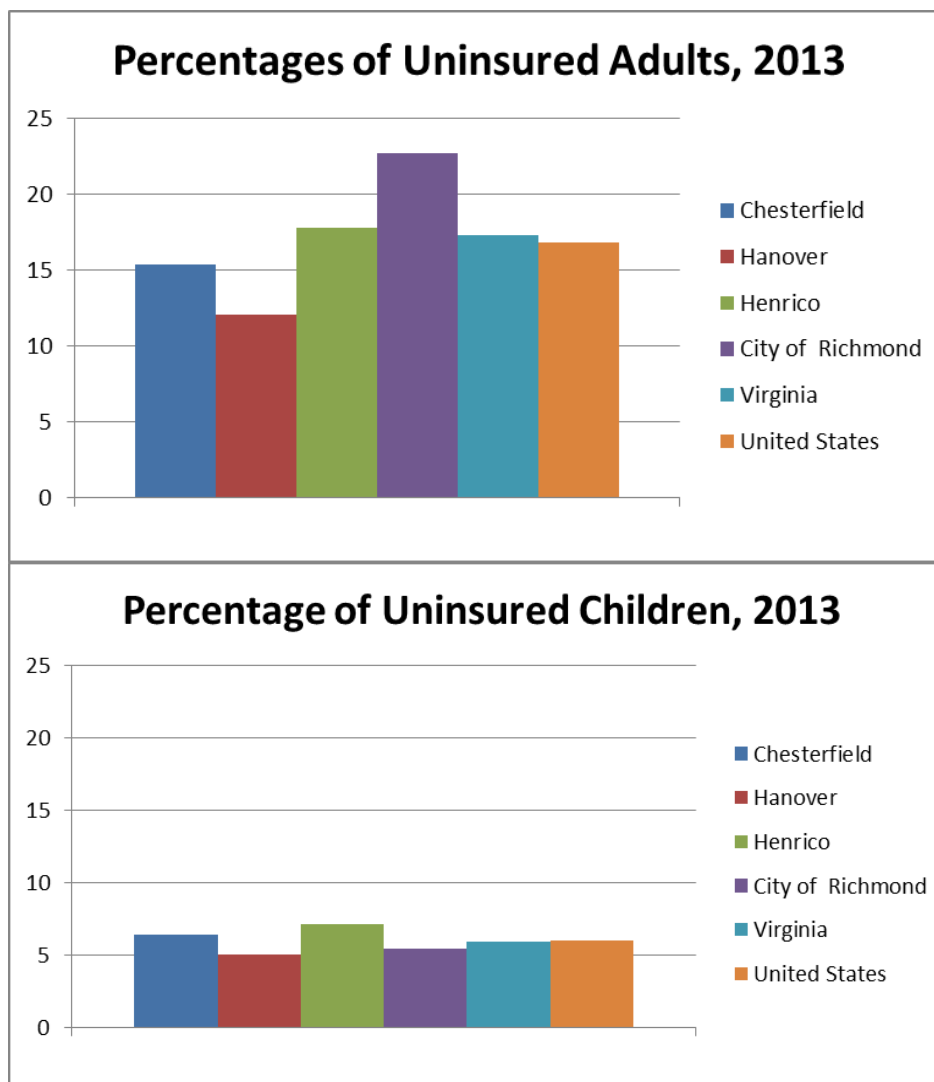 Percentages of Uninsured Adults, 2013
25
20
15
10
5
0
Chesterfield
Hanover
Henrico
City of  Richmond
Virginia
United States
Percentage of Uninsured Children, 2013
25
20
15
10
5
0
Chesterfield
Hanover
Henrico
City of  Richmond
Virginia
United States